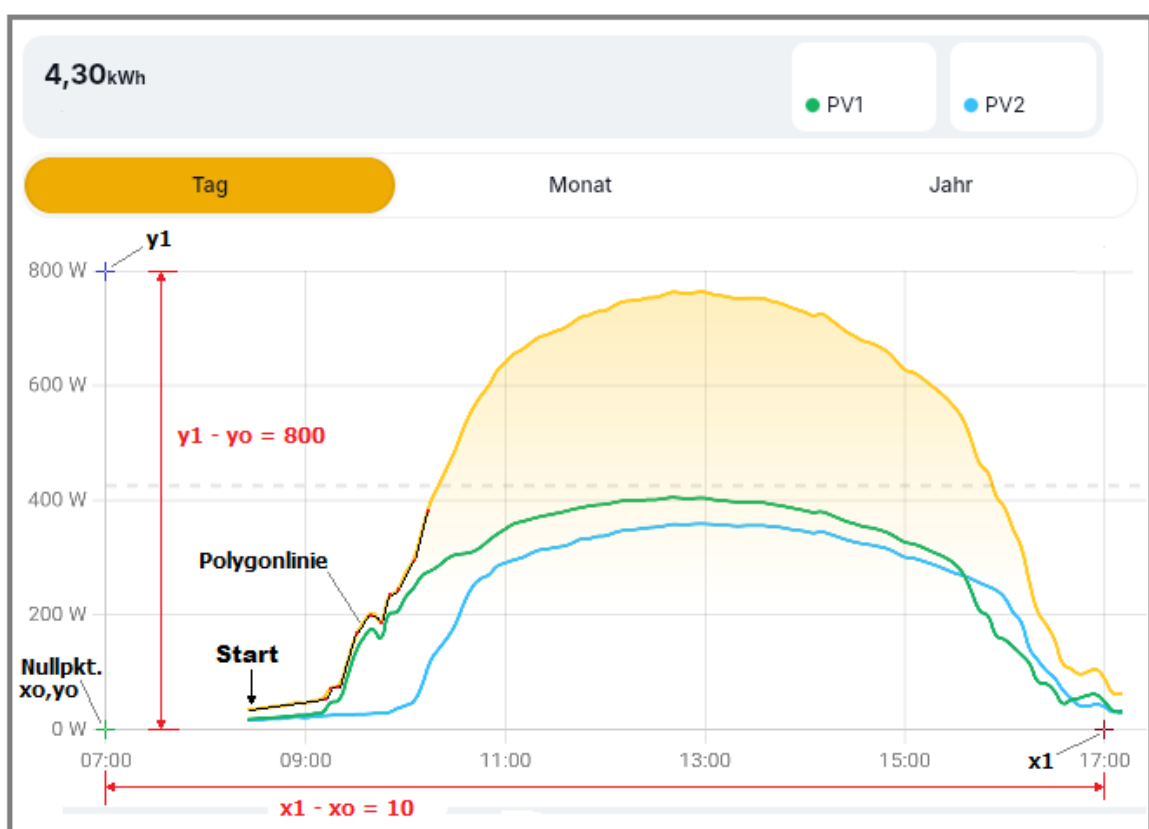 4,30kWh
PV1
PV2
Tag
Monat
Jahr
y1
800 W
600 W
y1 - yo = 800
400 W
Polygonlinie
200 W
Start
Nullpkt.
xo,yo
0 W
x1
07:00
09:00
11:00
13:00
15:00
17:00
x1 - xo = 10